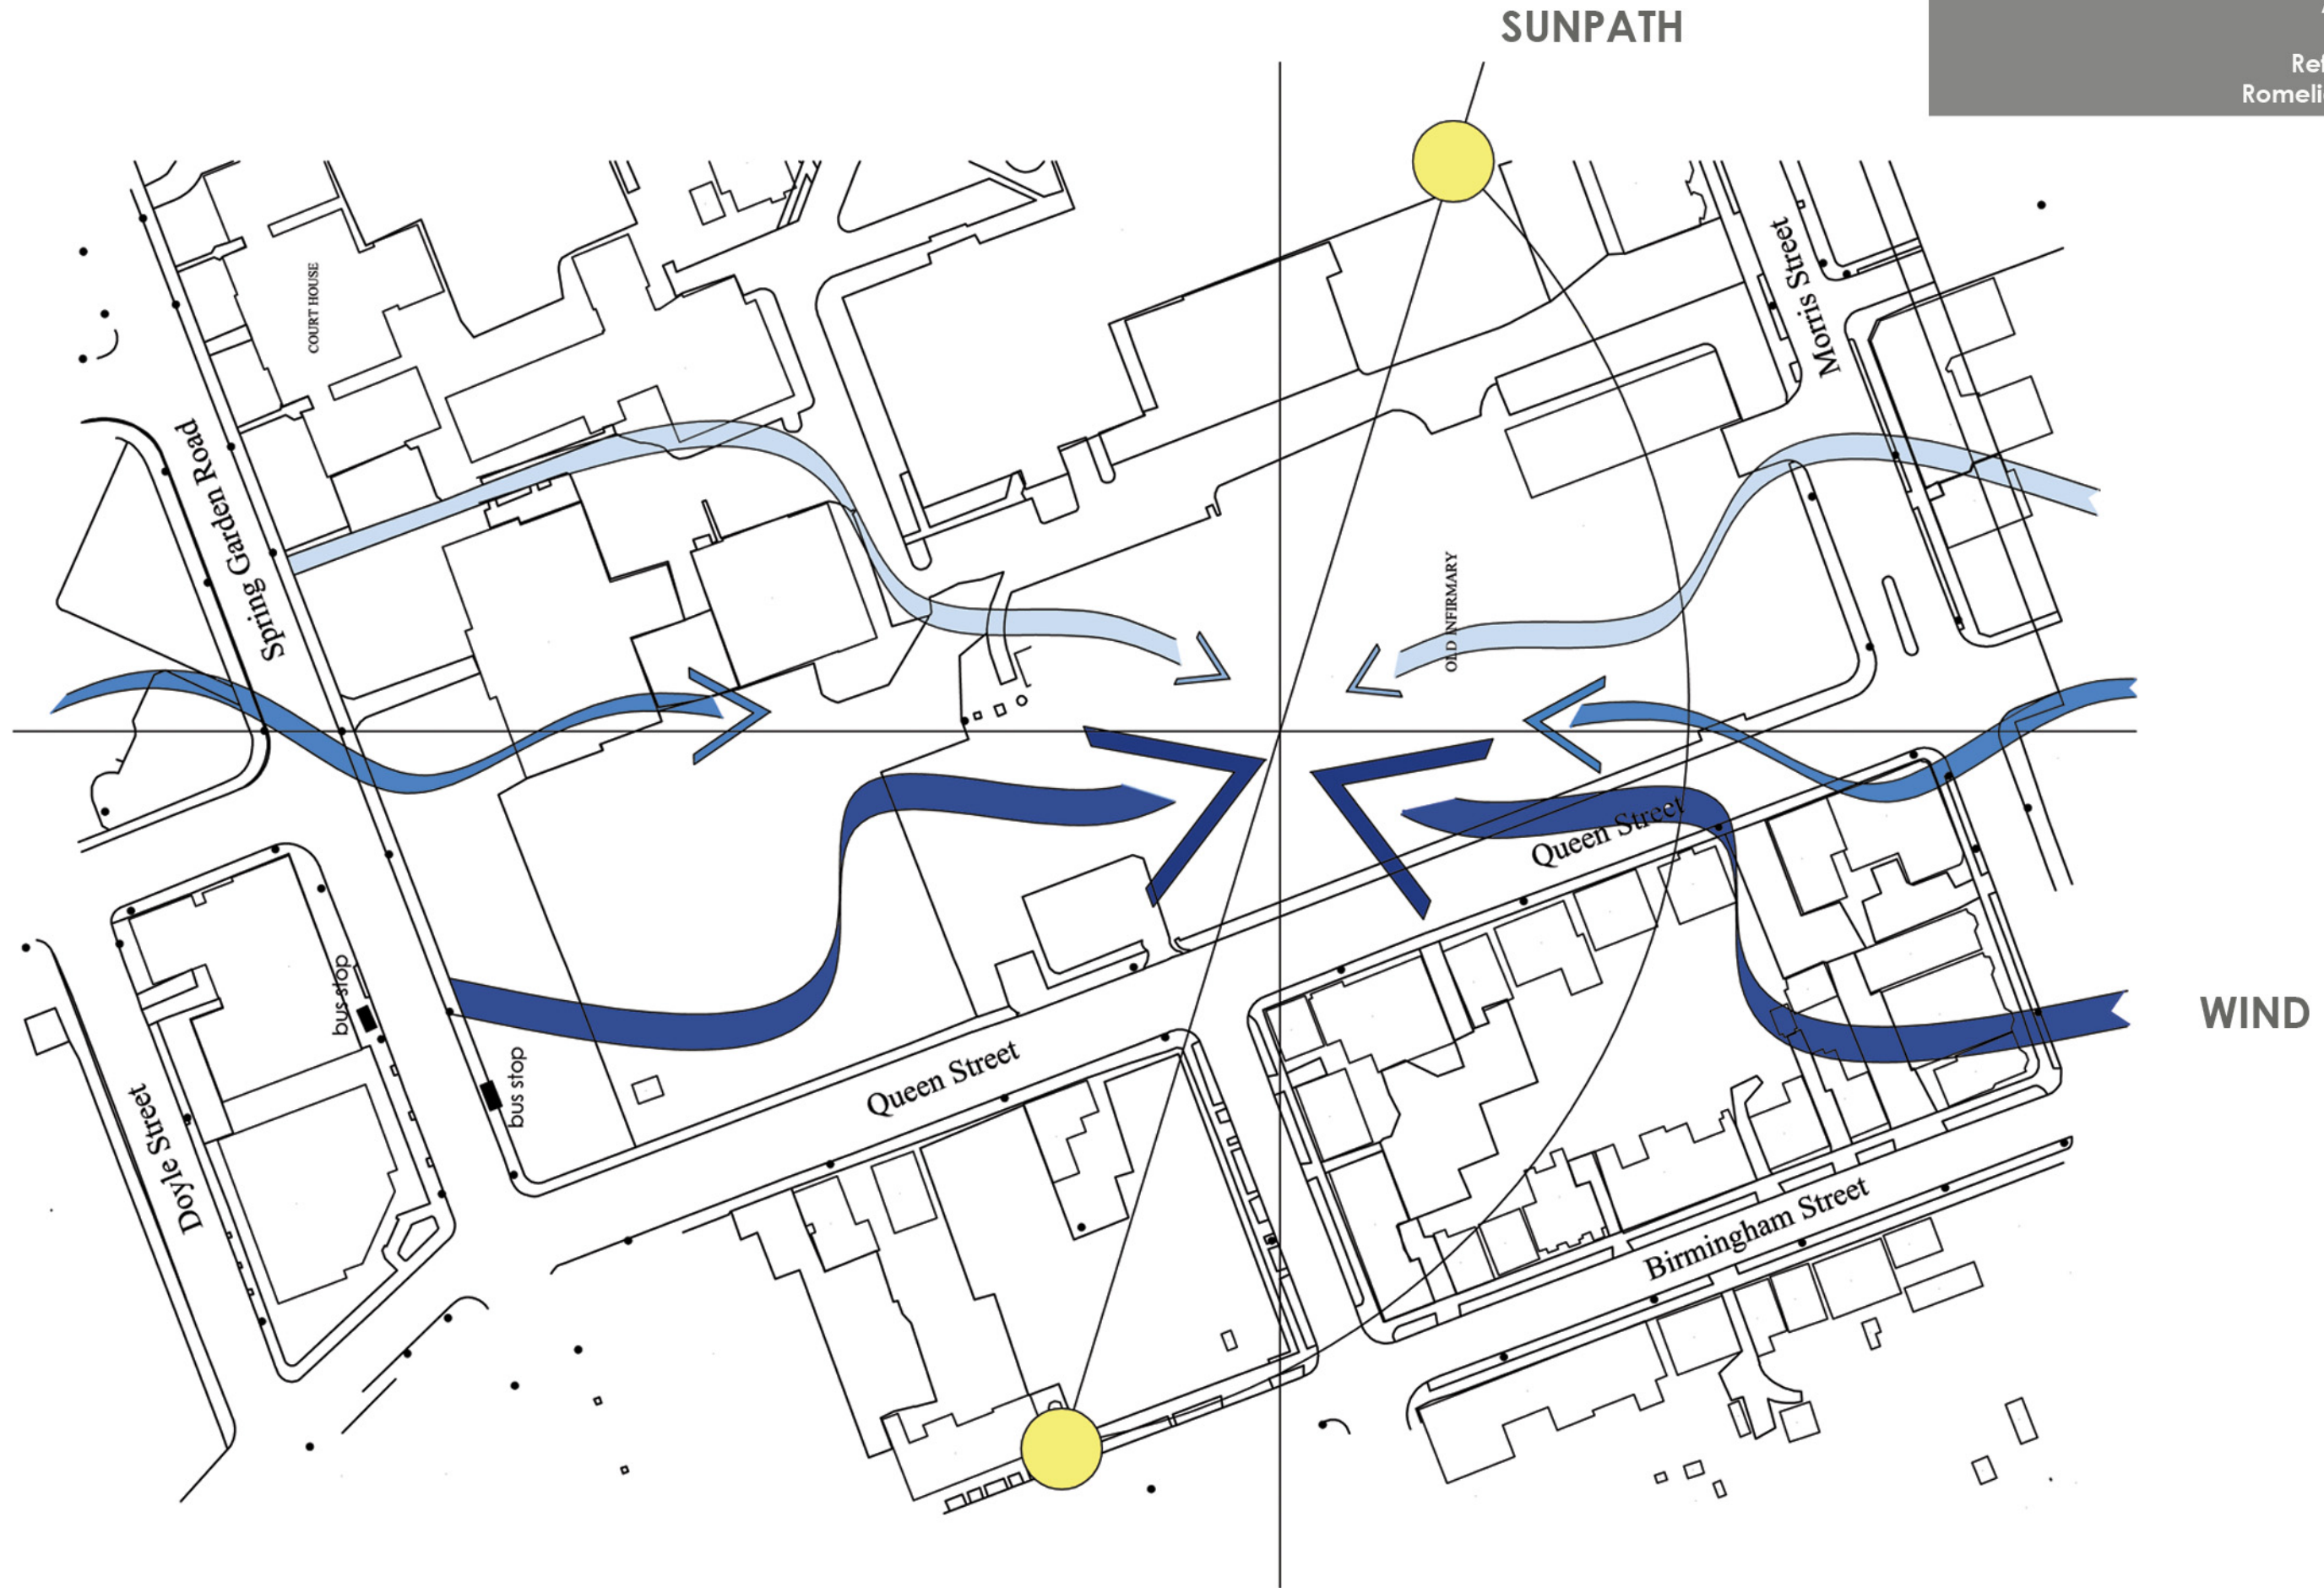 SUNPATH
Ref
Romeli
COURT HOUSE
Morris Street
Spring Garden Road
OLD INFIRMARY
Queen Street
bus stop
WIND
bus stop
Queen Street
Doyle Street
Birmingham Street